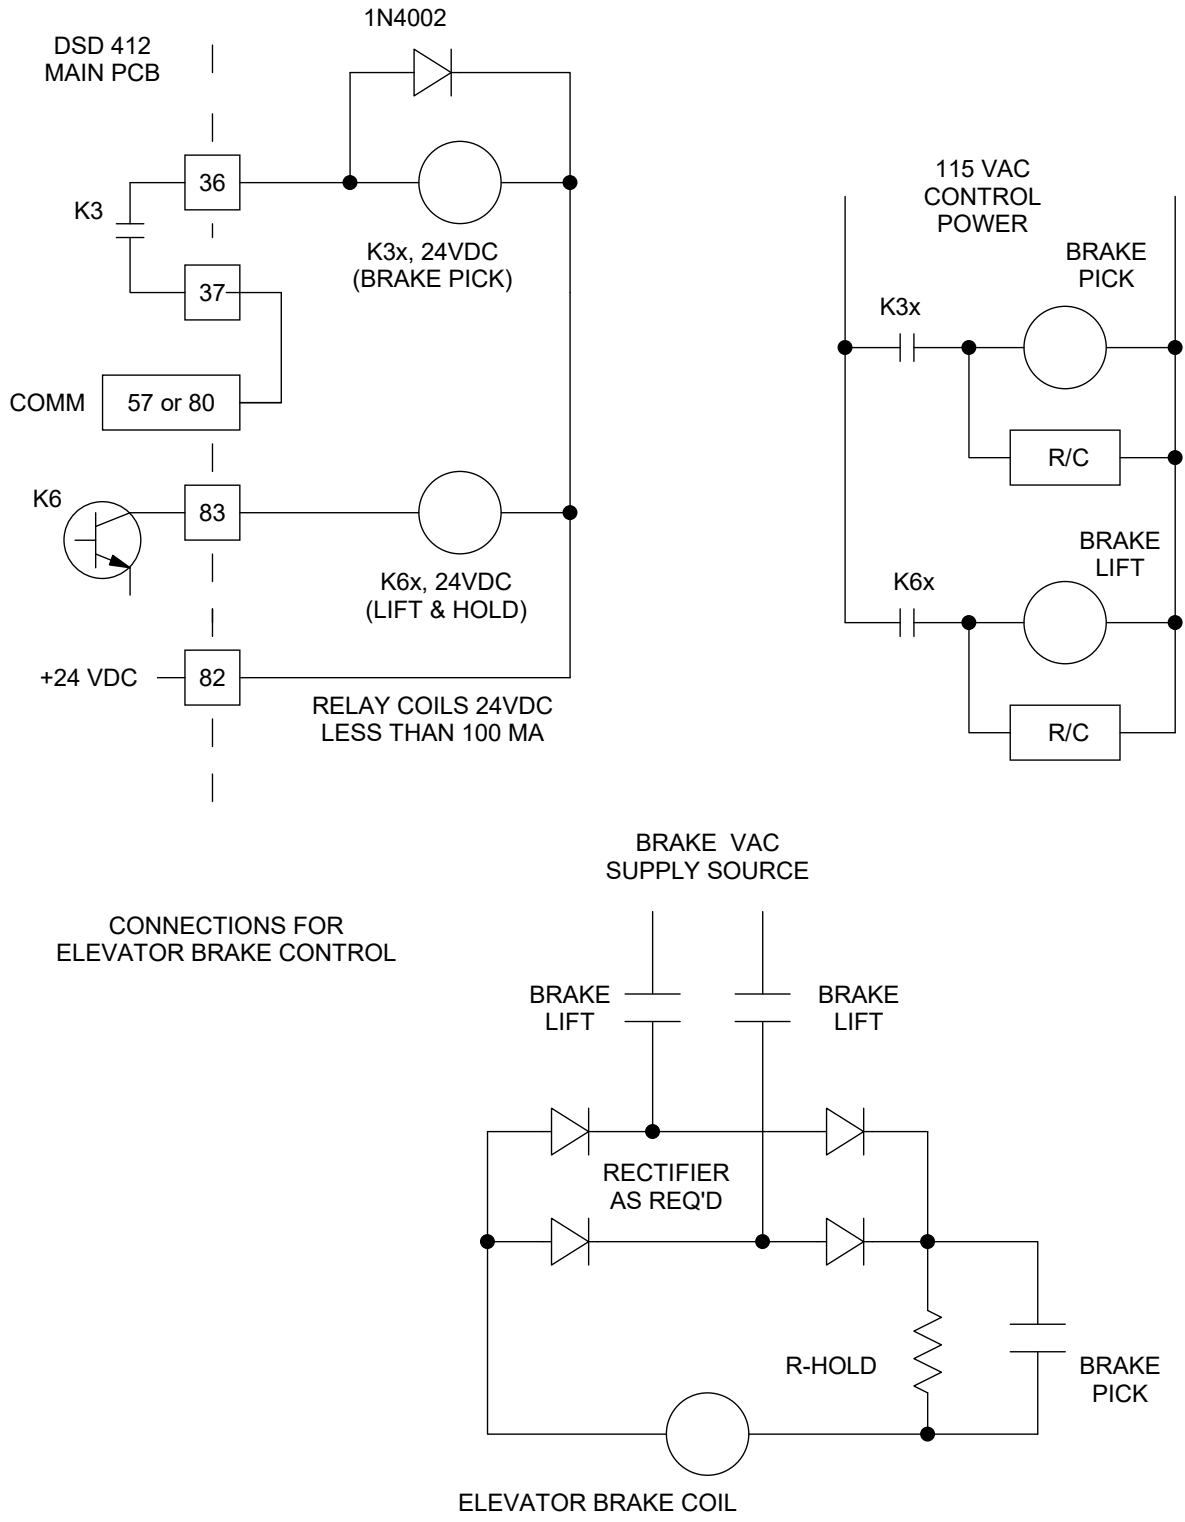 1N4002
DSD 412
MAIN PCB
36
K3
K3x, 24VDC
(BRAKE PICK)
37
COMM
57 or 80
K6
83
K6x, 24VDC
(LIFT & HOLD)
+24 VDC
82
RELAY COILS 24VDC
LESS THAN 100 MA
115 VAC
CONTROL
POWER
BRAKE
PICK
K3x
R/C
BRAKE
LIFT
K6x
R/C
BRAKE VAC
SUPPLY SOURCE
CONNECTIONS FOR
ELEVATOR BRAKE CONTROL
BRAKE
LIFT
BRAKE
LIFT
RECTIFIER
AS REQ'D
R-HOLD
BRAKE
PICK
ELEVATOR BRAKE COIL